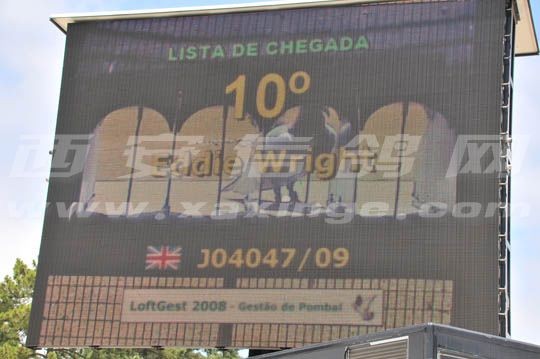 LISTA DE CHEGADA
10º
西安信鸽网
Eddie Wright
www.xaxinge.com
J04047/09
LoftGest 2008 - Gestão de Pombal